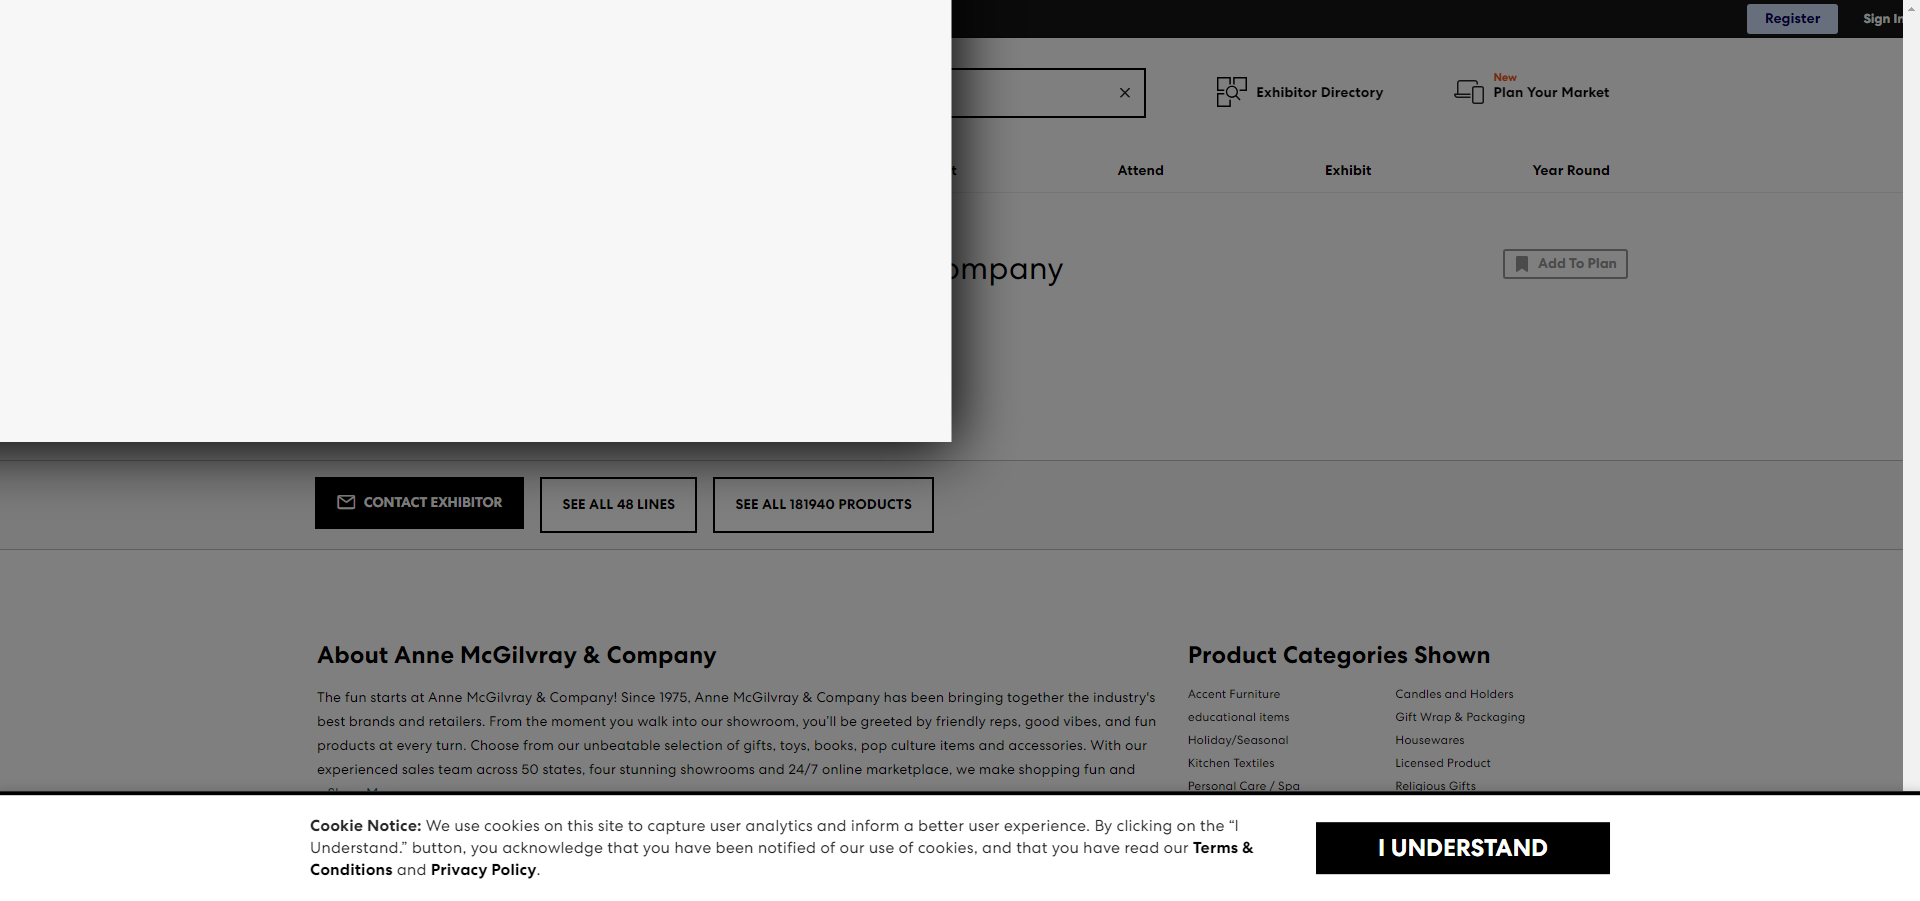 Register
Sign In
New
Exhibitor Directory
Plan Your Market
Attend
Exhibit
Year Round
ompany
Add To Plan
CONTACT EXHIBITOR
SEE ALL 48 LINES
SEE ALL 181940 PRODUCTS
About Anne McGilvray & Company
The fun starts at Anne McGilvray & Company! Since 1975, Anne McGilvray & Company has been bringing together the industry's
best brands and retailers. From the moment you walk into our showroom, you'll be greeted by friendly reps, good vibes, and fun
products at every turn. Choose from our unbeatable selection of gifts, toys, books, pop culture items and accessories. With our
experienced sales team across 50 states, four stunning showrooms and 24/7 online marketplace, we make shopping fun and
Product Categories Shown
Accent Furniture
Candles and Holders
educational items
Gift Wrap & Packaging
Holiday/Seasonal
Housewares
Kitchen Textiles
Licensed Product
Personal Care / Spa
Religious Gifts
Cookie Notice: We use cookies on this site to capture user analytics and inform a better user experience. By clicking on the “I
Understand.” button, you acknowledge that you have been notified of our use of cookies, and that you have read our Terms &
Conditions and Privacy Policy.
I UNDERSTAND